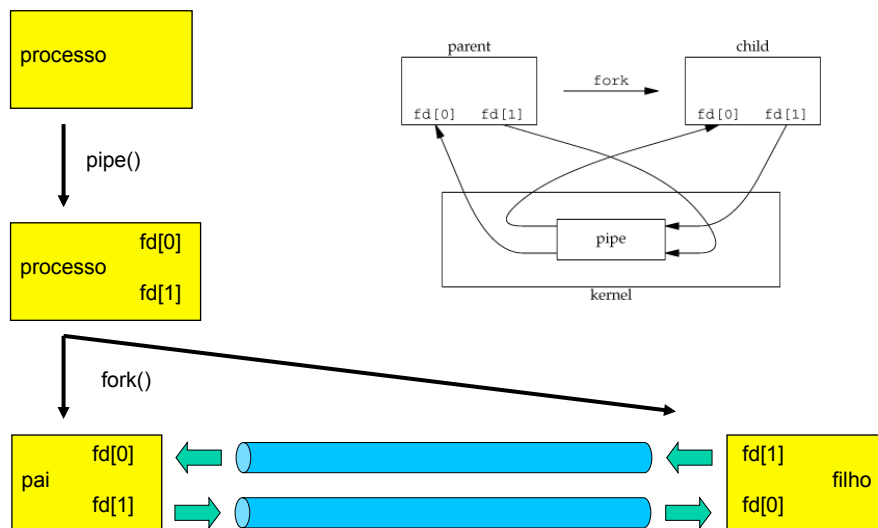 processo
pipe()
processo
fd[0]
fd[1]
fork()
pai
fd[0]
fd[1]
fd[1]
fd[0]
filho
parent
child
fork
fd[0] fd[1]
fd[0] fd[1]
pipe
kernel